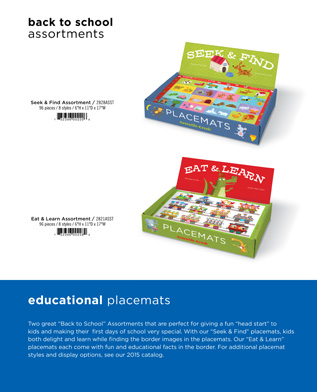 back to school
assortments
SEEK & FIND
PLACEMATS
Seek & Find Assortment / 2820ASST
96 pieces / 8 styles / 6"H x 11"D x 17"W
EAT & LEARN
PLACEMATS
Eat & Learn Assortment / 2821ASST
96 pieces / 8 styles / 6"H x 11"D x 17"W
educational placemats
Two great "Back to School" Assortments that are perfect for giving a fun "head start" to
kids and making their first days of school very special. With our "Seek & Find" placemats, kids
both delight and learn while finding the border images in the placemats. Our "Eat & Learn"
placemats each come with fun and educational facts in the border. For additional placemat
styles and display options, see our 2015 catalog.